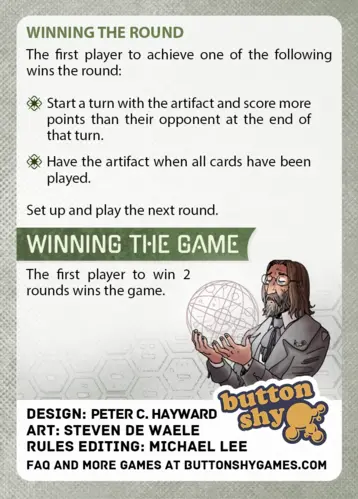 WINNING THE ROUND
The first player to achieve one of the following
wins the round:
Start a turn with the artifact and score more
points than their opponent at the end of
that turn.
Have the artifact when all cards have been
played.
Set up and play the next round.
WINNING THE GAME
The first player to win 2
rounds wins the game.
button
shy
DESIGN: PETER C. HAYWARD
ART: STEVEN DE WAELE
RULES EDITING: MICHAEL LEE
FAQ AND MORE GAMES AT BUTTONSHYGAMES.COM